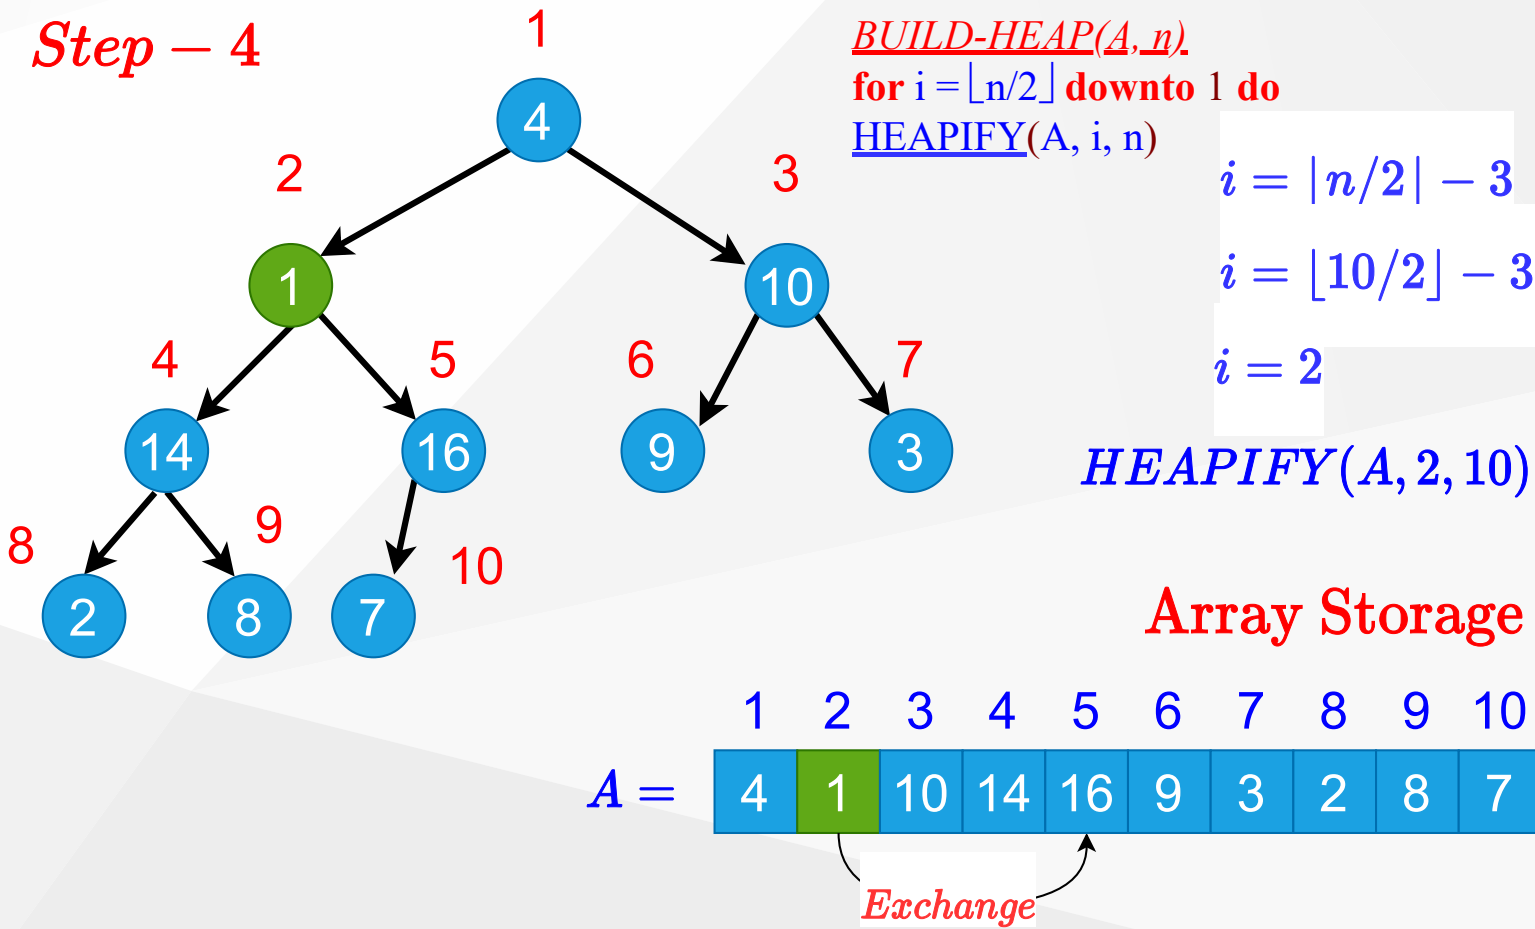 Step – 4
BUILD-HEAP(A, n)
for i = ⌊n/2⌋ downto 1 do
HEAPIFY(A, i, n)
i = |n/2| − 3
i = ⌊10/2⌋ − 3
i = 2
HEAPIFY(A, 2, 10)
1
4
2 3
1 10
4 5 6 7
14 16 9 3
8 9 10
2 8 7
Array Storage
1 2 3 4 5 6 7 8 9 10
A = 4 1 10 14 16 9 3 2 8 7
Exchange